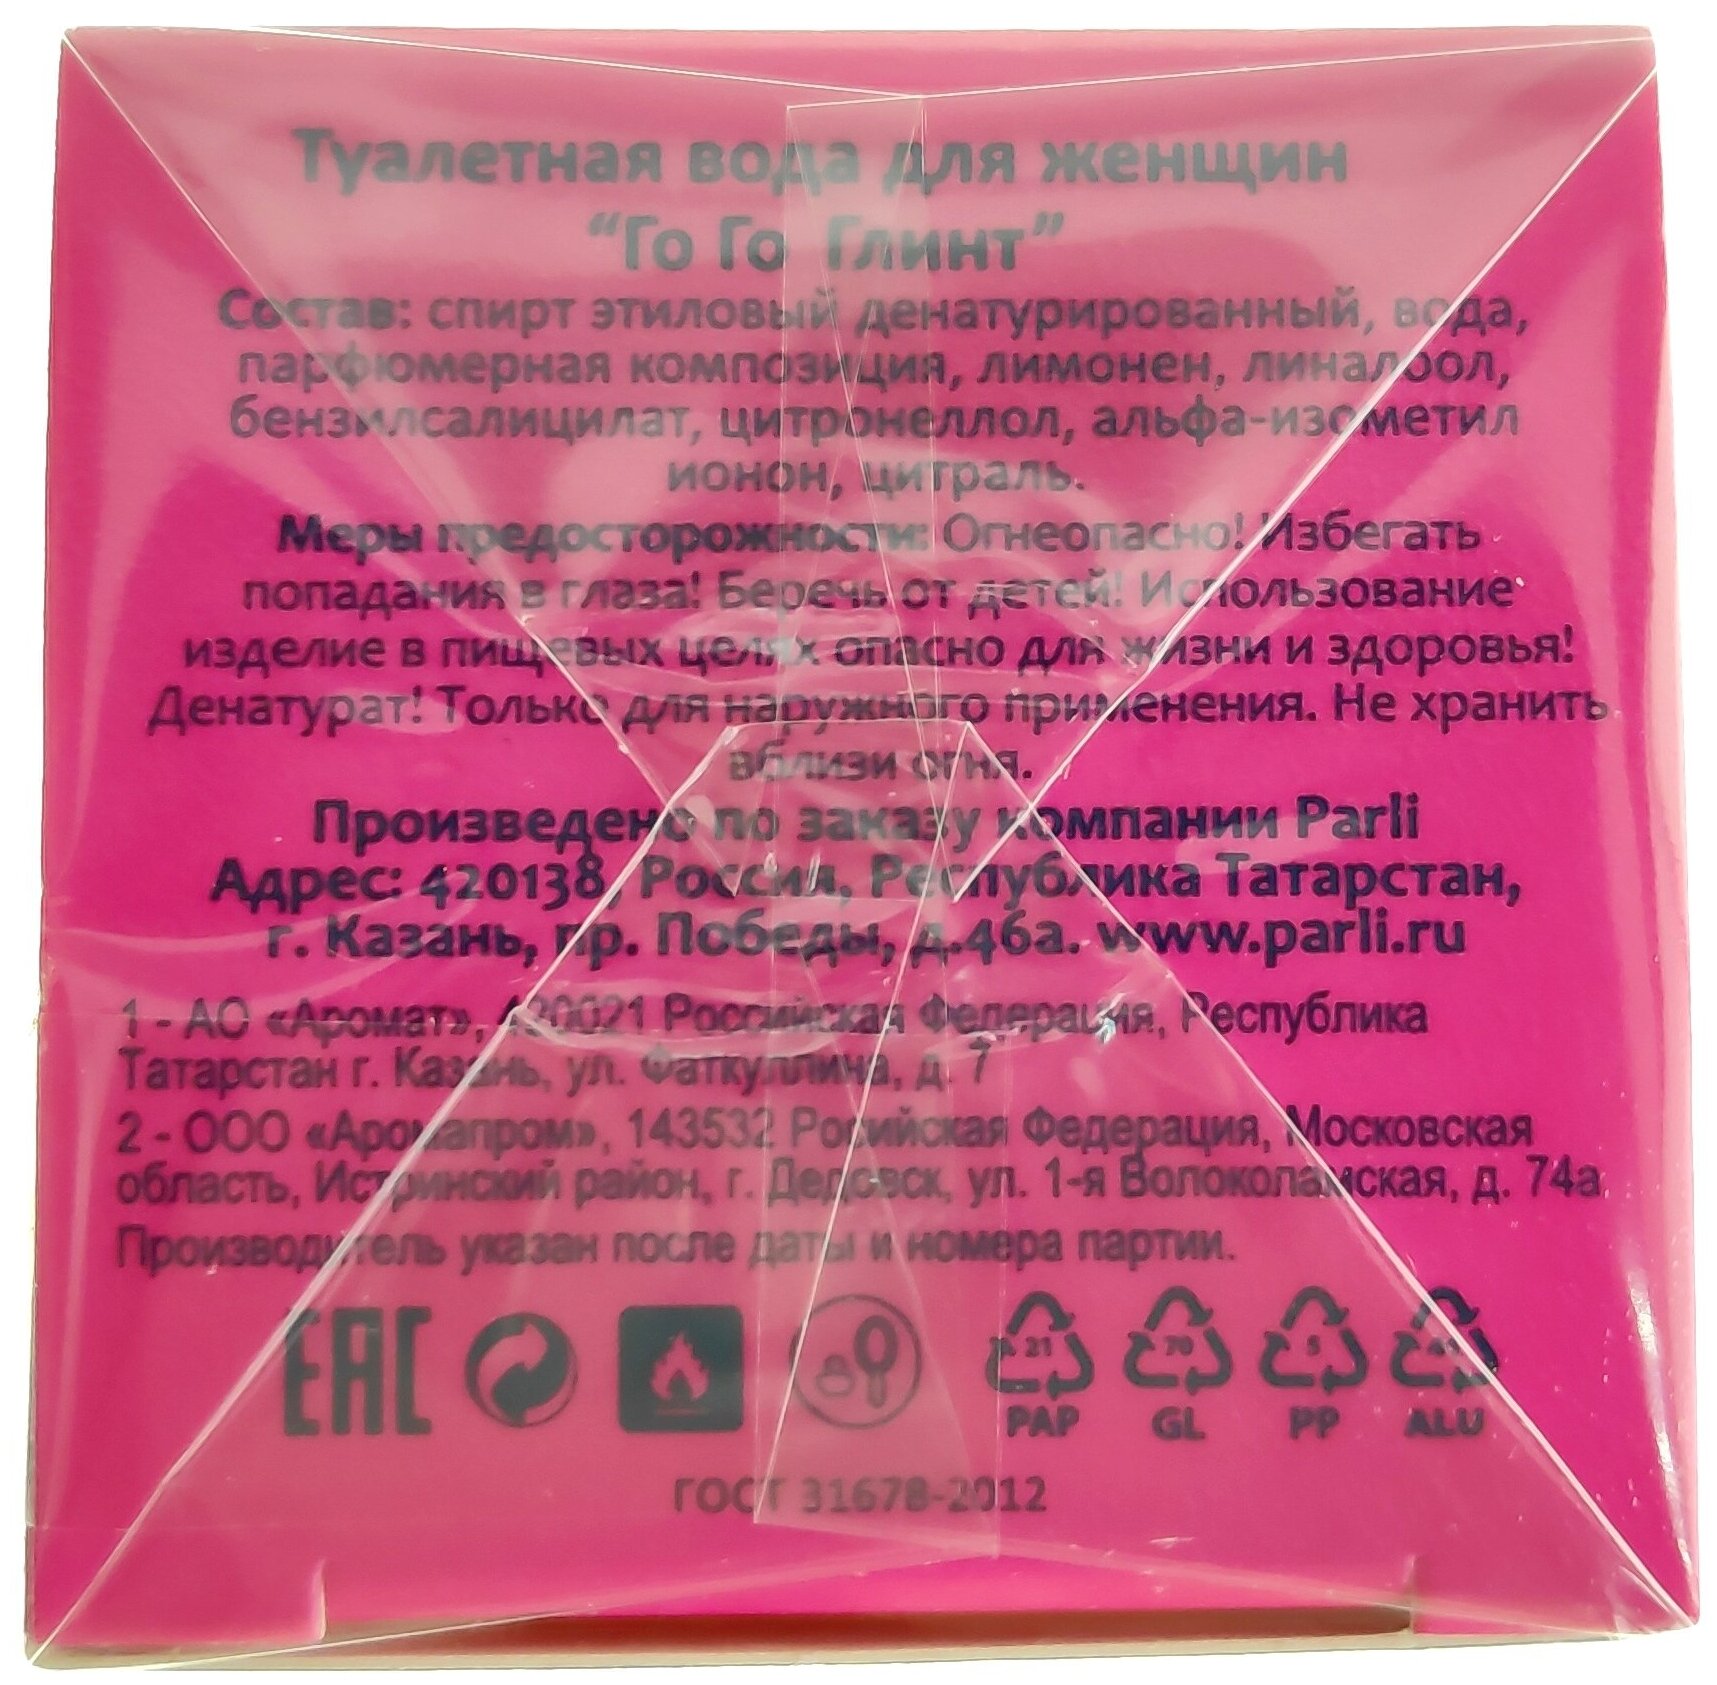 Туалетная вода для женщин
“Го Го Глинт”
Состав: спирт этиловый денатурированный, вода,
парфюмерная композиция, лимонен, линалоол,
бензилсалицилат, цитронеллол, альфа-изометил
ионон, цитраль.
Меры предосторожности: Огнеопасно! Избегать
попадания в глаза! Беречь от детей! Использование
изделие в пищевых целях опасно для жизни и здоровья!
Денатурат! Только для наружного применения. Не хранить
вблизи огня.
Произведено по заказу компании Parli
Адрес: 420138, Россия, Республика Татарстан,
г. Казань, пр. Победы, д.46а. www.parli.ru
1 - АО «Аромат», 420021 Российская Федерация, Республика
Татарстан г. Казань, ул. Фаткуллина, д. 7
2 - ООО «Аромапром», 143532 Росийская Федерация, Московская
область, Истринский район, г. Дедовск, ул. 1-я Волоколамская, д. 74а
Производитель указан после даты и номера партии.
EAC 21 70 5 41
PAP GL PP ALU
ГОСТ 31678-2012